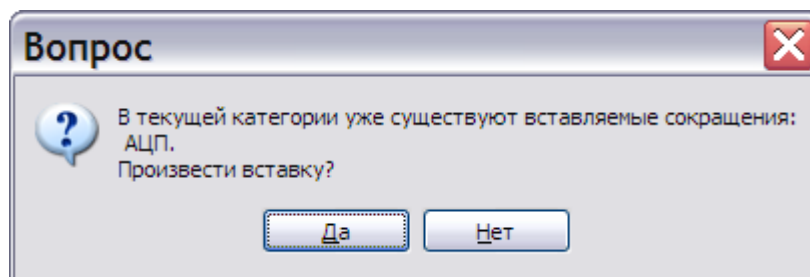 Вопрос
В текущей категории уже существуют вставляемые сокращения:
АЦП.
Произвести вставку?
Да
Нет